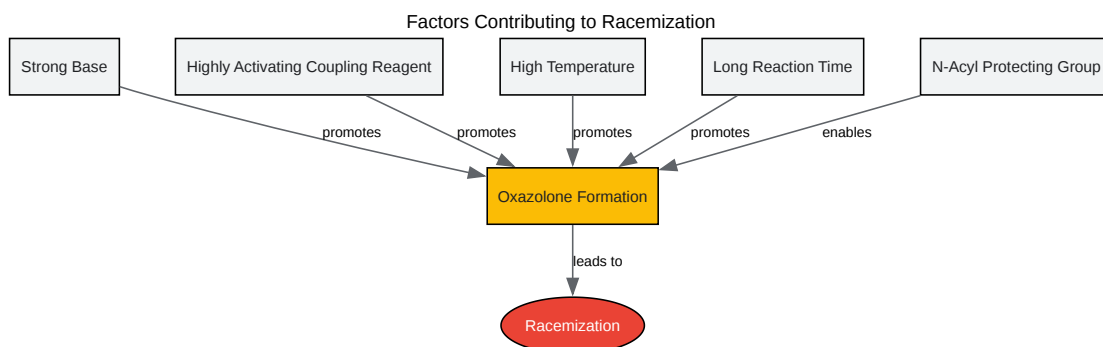 Factors Contributing to Racemization
Strong Base
Highly Activating Coupling Reagent
High Temperature
Long Reaction Time
N-Acyl Protecting Group
promotes
promotes
promotes
promotes
enables
Oxazolone Formation
leads to
Racemization